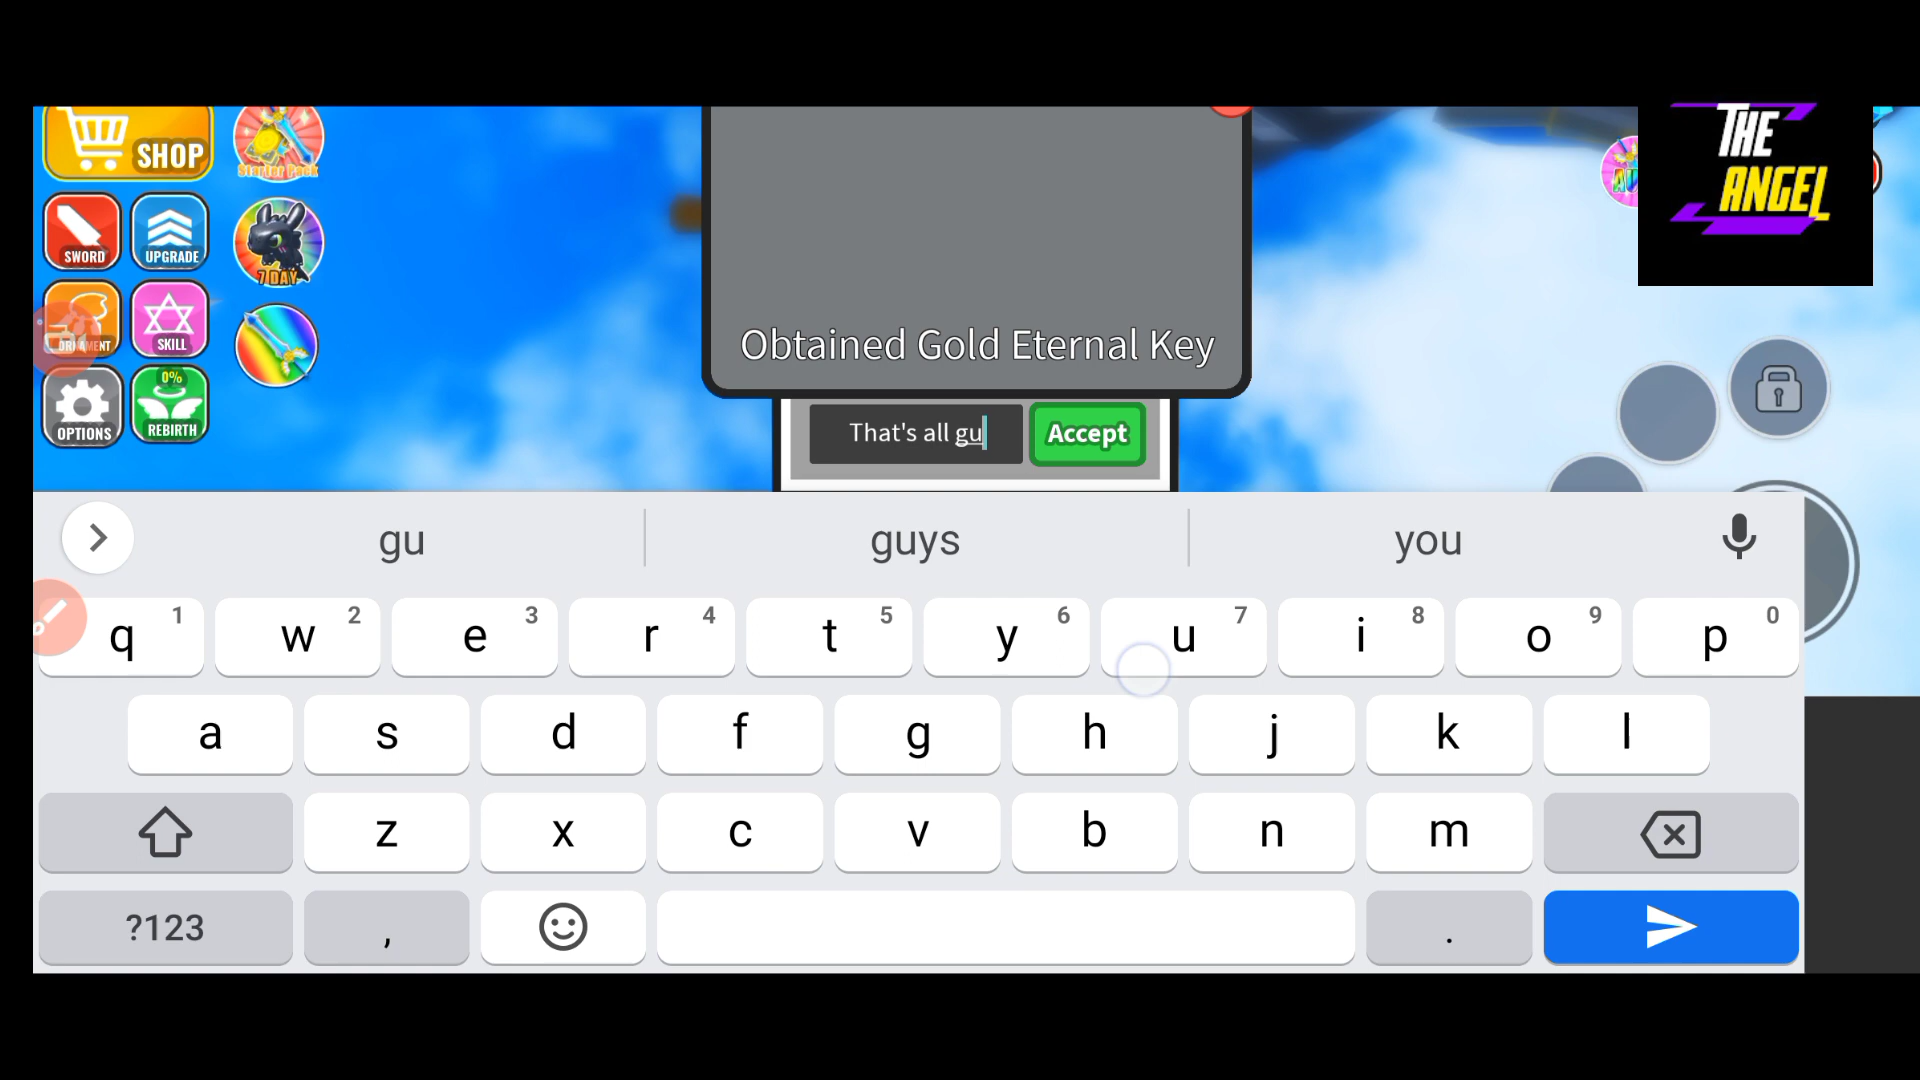 SHOP
Starter Pack
THE
ANGEL
SWORD
UPGRADE
7 DAY
SKILL
Obtained Gold Eternal Key
0%
OPTIONS
REBIRTH
That's all gu
Accept
gu
guys
you
q 1 w 2 e 3 r 4 t 5 y 6 u 7 i 8 o 9 p 0
a s d f g h j k l
z x c v b n m
?123 , .